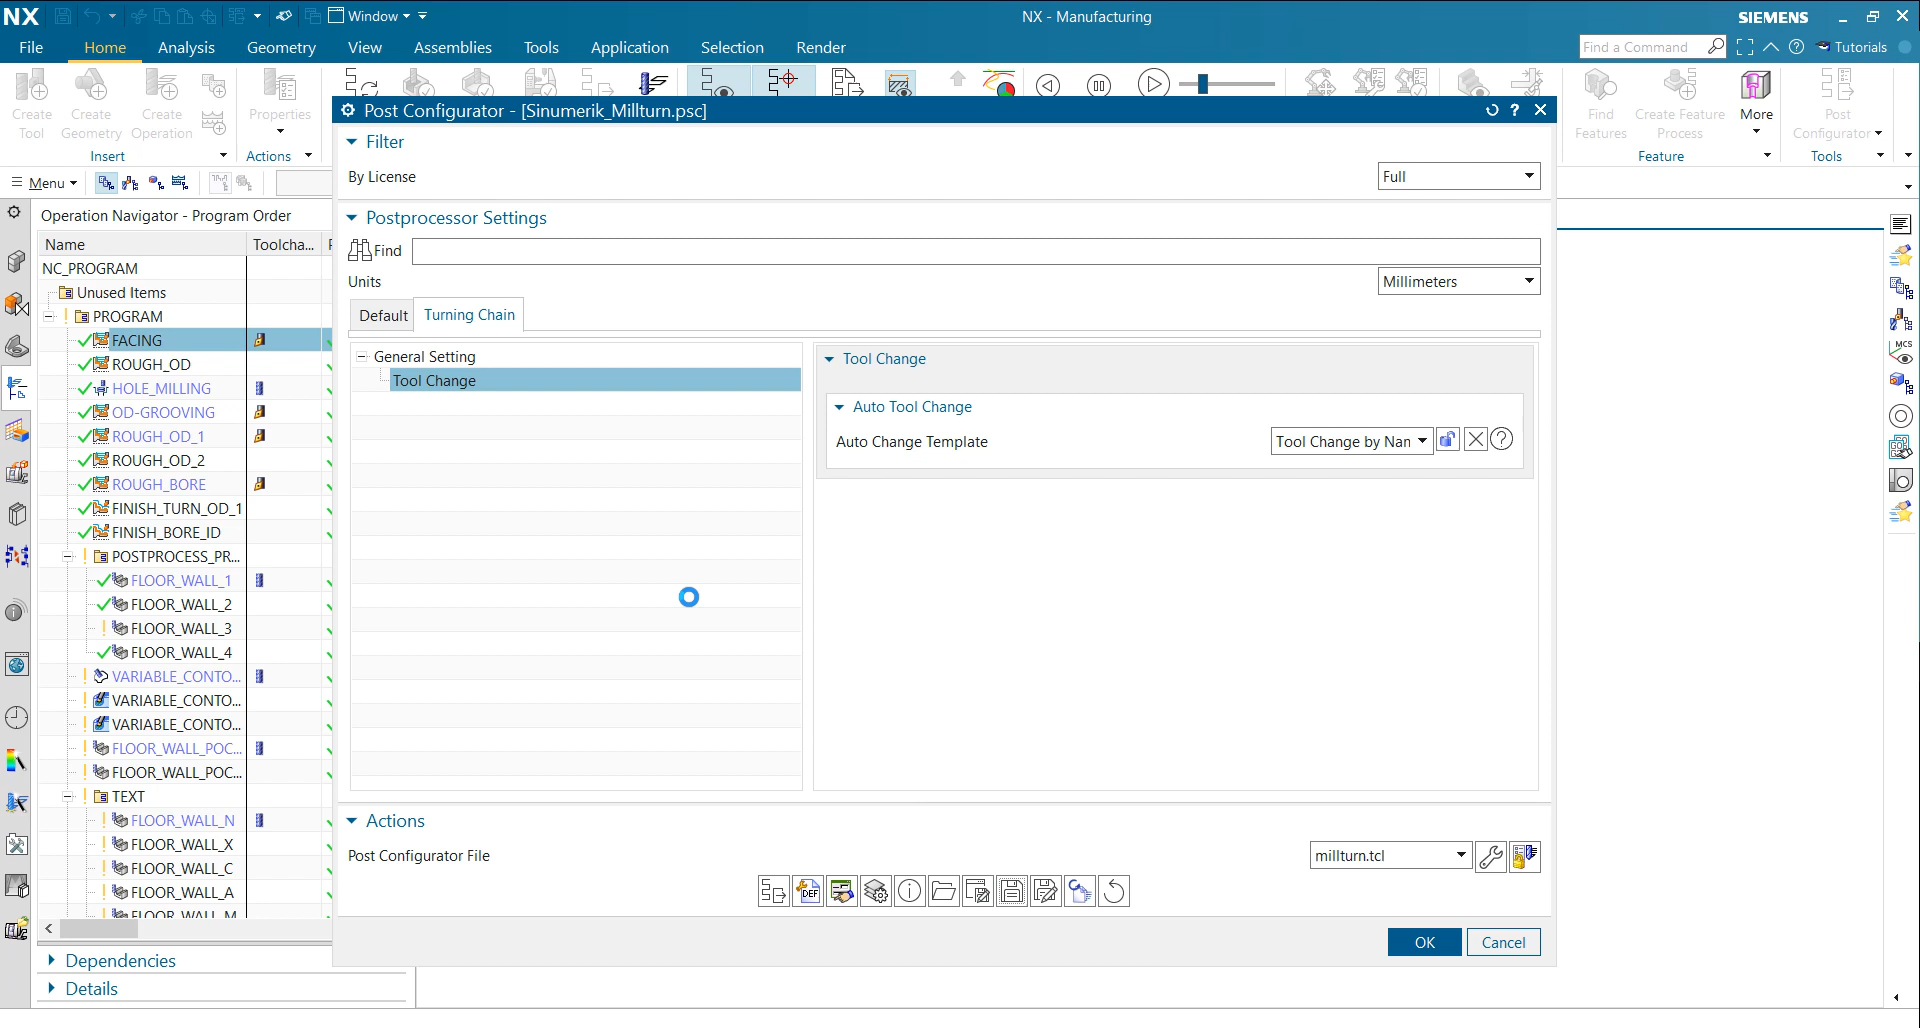 NX
Window
NX - Manufacturing
SIEMENS
File
Home
Analysis
Geometry
View
Assemblies
Tools
Application
Selection
Render
Find a Command
Tutorials
Create
Tool
Create
Geometry
Create
Operation
Properties
Find
Features
Create Feature
Process
More
Post
Configurator
Insert
Actions
Feature
Tools
Menu
Post Configurator - [Sinumerik_Millturn.psc]
Filter
By License
Full
Postprocessor Settings
Find
Units
Millimeters
Default
Turning Chain
General Setting
Tool Change
Tool Change
Auto Tool Change
Auto Change Template
Tool Change by Nan
Actions
Post Configurator File
millturn.tcl
DEF
OK
Cancel
Operation Navigator - Program Order
Name
Toolcha...
NC_PROGRAM
Unused Items
PROGRAM
FACING
ROUGH_OD
HOLE_MILLING
OD-GROOVING
ROUGH_OD_1
ROUGH_OD_2
ROUGH_BORE
FINISH_TURN_OD_1
FINISH_BORE_ID
POSTPROCESS_PR...
FLOOR_WALL_1
FLOOR_WALL_2
FLOOR_WALL_3
FLOOR_WALL_4
VARIABLE_CONTO...
VARIABLE_CONTO...
VARIABLE_CONTO...
FLOOR_WALL_POC...
FLOOR_WALL_POC...
TEXT
FLOOR_WALL_N
FLOOR_WALL_X
FLOOR_WALL_C
FLOOR_WALL_A
FLOOR_WALL_M
Dependencies
Details
MCS